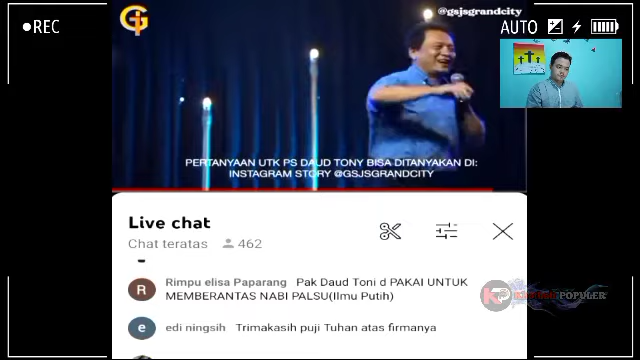 REC
@gsjsgrandcity
AUTO
PERTANYAAN UTK PS DAUD TONY BISA DITANYAKAN DI:
INSTAGRAM STORY @GSJSGRANDCITY
Live chat
Chat teratas 462
R Rimpu elisa Paparang Pak Daud Toni d PAKAI UNTUK
MEMBERANTAS NABI PALSU(Ilmu Putih)
e edi ningsih Trimakasih puji Tuhan atas firmanya
POPULER